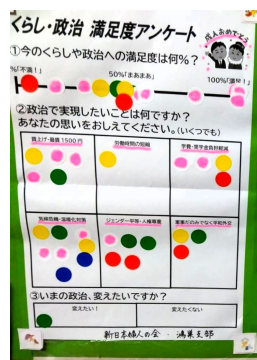 くらし・政治 満足度アンケート
成人おめでとう
①今のくらしや政治への満足度は何%？
%「不満！」 50%「まあまあ」 100%「満足！」
②政治で実現したいことは何ですか？
あなたの思いをおしえてください。(いくつでも)
賃上げ・最賃1500円 労働時間の短縮 学費・奨学金負担軽減
気候危機・温暖化対策 ジェンダー平等・人権尊重 軍事だのみでなく平和外交
③いまの政治、変えたいですか？
変えたい！ 変えたくない
新日本婦人の会・鴻巣支部